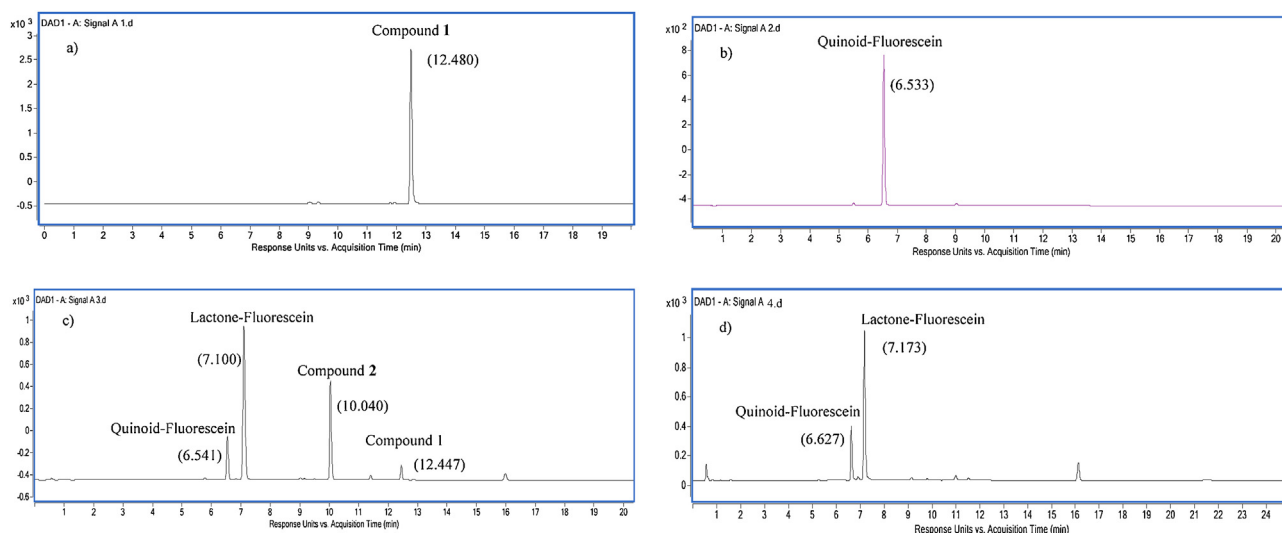 DAD1 - A: Signal A 1.d
x10 3
a)
Compound 1
(12.480)
3
2.5
2
1.5
1
0.5
0
-0.5
0 1 2 3 4 5 6 7 8 9 10 11 12 13 14 15 16 17 18 19
Response Units vs. Acquisition Time (min)
DAD1 - A: Signal A 2.d
x10 2
b)
Quinoid-Fluorescein
(6.533)
8
6
4
2
0
-2
-4
0 1 2 3 4 5 6 7 8 9 10 11 12 13 14 15 16 17 18 19 20
Response Units vs. Acquisition Time (min)
DAD1 - A: Signal A 3.d
x10 3
c)
Lactone-Fluorescein
(7.100)
Compound 2
(10.040)
Quinoid-Fluorescein
(6.541)
Compound 1
(12.447)
1
0.8
0.6
0.4
0.2
0
-0.2
-0.4
-0.6
0 1 2 3 4 5 6 7 8 9 10 11 12 13 14 15 16 17 18 19 20
Response Units vs. Acquisition Time (min)
DAD1 - A: Signal A 4.d
x10 3
d)
Lactone-Fluorescein
(7.173)
Quinoid-Fluorescein
(6.627)
1
0.8
0.6
0.4
0.2
0
1 2 3 4 5 6 7 8 9 10 11 12 13 14 15 16 17 18 19 20 21 22 23 24
Response Units vs. Acquisition Time (min)